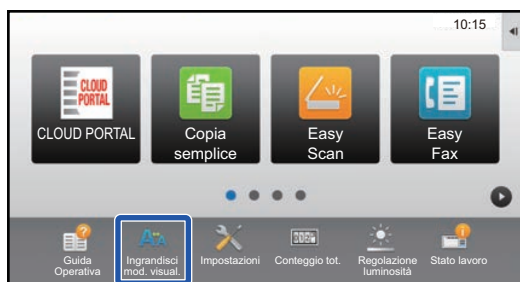 10:15
CLOUD
PORTAL
CLOUD PORTAL
Copia
semplice
Easy
Scan
Easy
Fax
Guida
Operativa
Ingrandisci
mod. visual.
Impostazioni
Conteggio tot.
Regolazione
luminosità
Stato lavoro